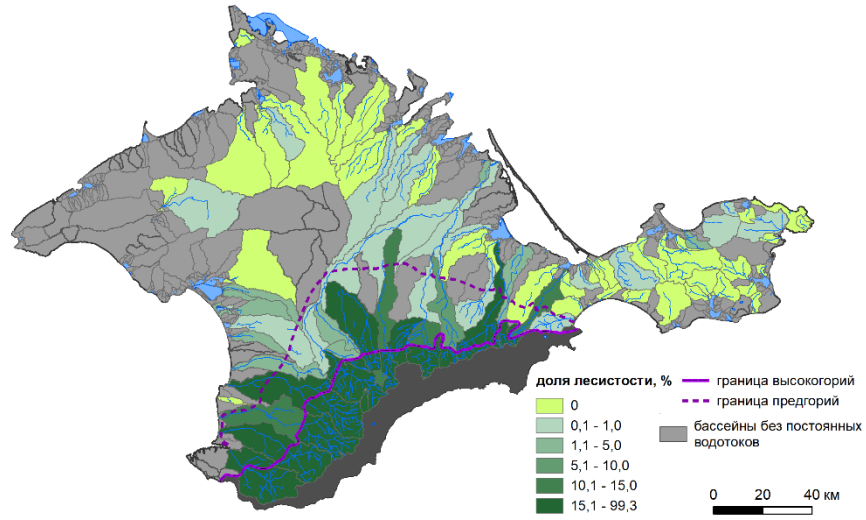 доля лесистости, %
0
0,1 - 1,0
1,1 - 5,0
5,1 - 10,0
10,1 - 15,0
15,1 - 99,3
граница высокогорий
граница предгорий
бассейны без постоянных
водотоков
0 20 40 км